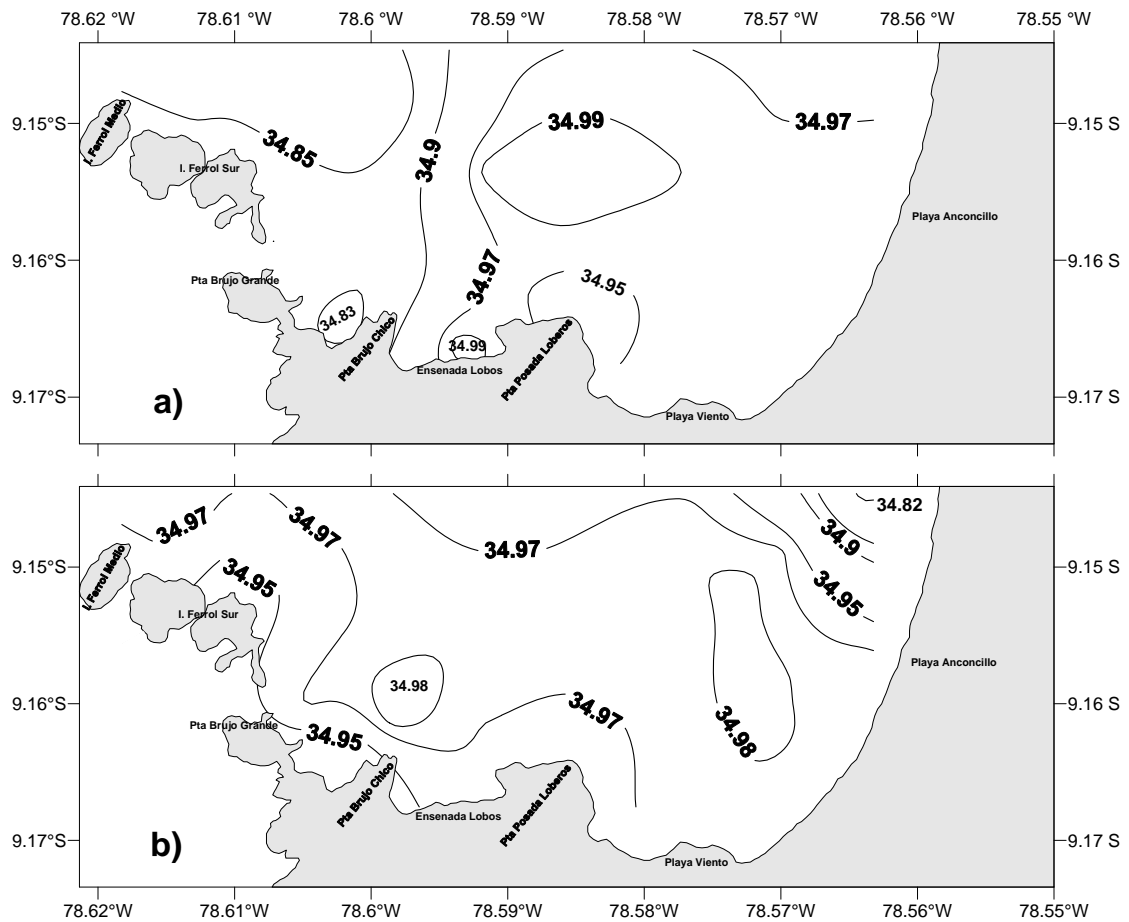 78.62 °W 78.61 °W 78.6 °W 78.59 °W 78.58 °W 78.57 °W 78.56 °W 78.55 °W
34.99
34.97
9.15°S
9.15 S
I. Ferrol Medio
34.85
34.9
I. Ferrol Sur
Playa Anconcillo
9.16°S
9.16 S
34.97
Pta Brujo Grande
34.95
34.83
34.99
Pta Brujo Chico
Ensenada Lobos
Pta Posada Loberos
9.17°S
9.17 S
a)
Playa Viento
34.82
34.97
34.97
34.97
34.9
9.15°S
9.15 S
I. Ferrol Medio
34.95
34.95
I. Ferrol Sur
Playa Anconcillo
34.98
9.16°S
9.16 S
34.97
34.98
Pta Brujo Grande
34.95
Pta Brujo Chico
Ensenada Lobos
Pta Posada Loberos
9.17°S
9.17 S
b)
Playa Viento
78.62°W 78.61°W 78.6°W 78.59°W 78.58°W 78.57°W 78.56°W 78.55°W